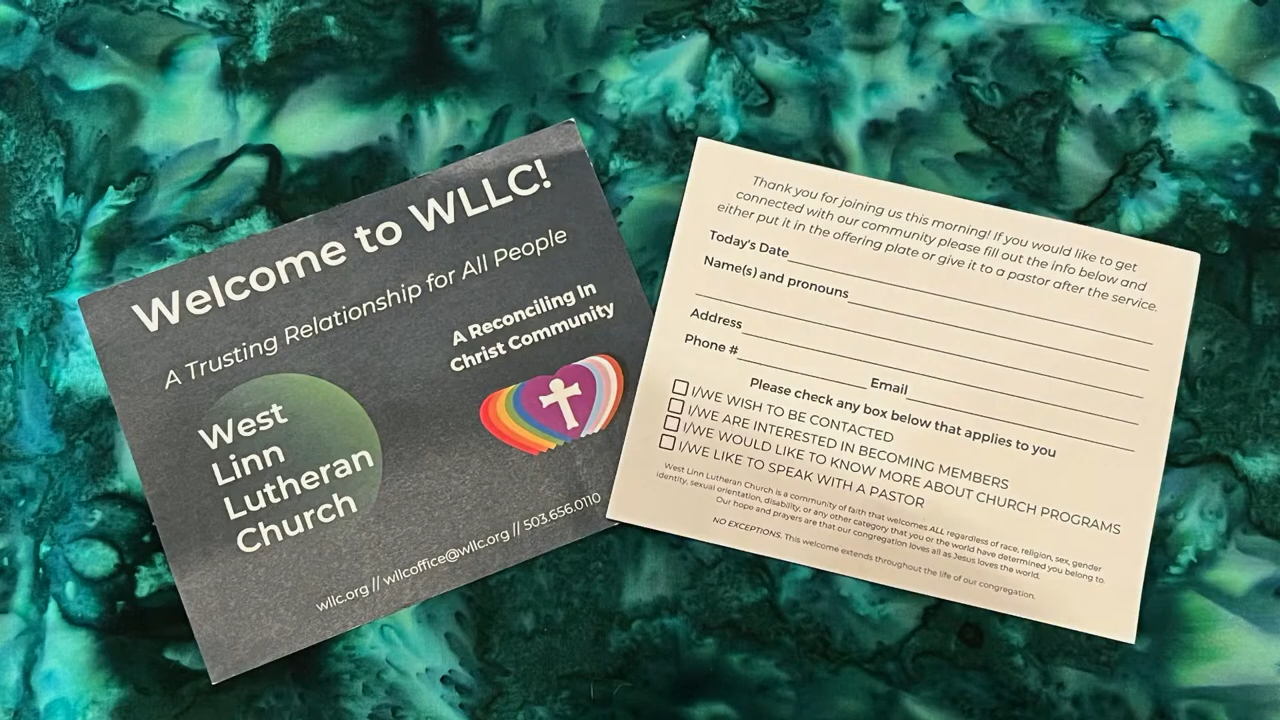 Welcome to WLLC!
A Trusting Relationship for All People
West
Linn
Lutheran
Church
A Reconciling In
Christ Community
wllc.org // wllcoffice@wllc.org // 503.656.0110
Thank you for joining us this morning! If you would like to get
connected with our community please fill out the info below and
either put it in the offering plate or give it to a pastor after the service.
Today's Date
Name(s) and pronouns
Address
Phone # Email
Please check any box below that applies to you
I/WE WISH TO BE CONTACTED
I/WE ARE INTERESTED IN BECOMING MEMBERS
I/WE WOULD LIKE TO KNOW MORE ABOUT CHURCH PROGRAMS
I/WE LIKE TO SPEAK WITH A PASTOR
West Linn Lutheran Church is a community of faith that welcomes ALL regardless of race, religion, sex, gender
identity, sexual orientation, disability, or any other category that you or the world have determined you belong to.
Our hope and prayers are that our congregation loves all as Jesus loves the world.
NO EXCEPTIONS. This welcome extends throughout the life of our congregation.